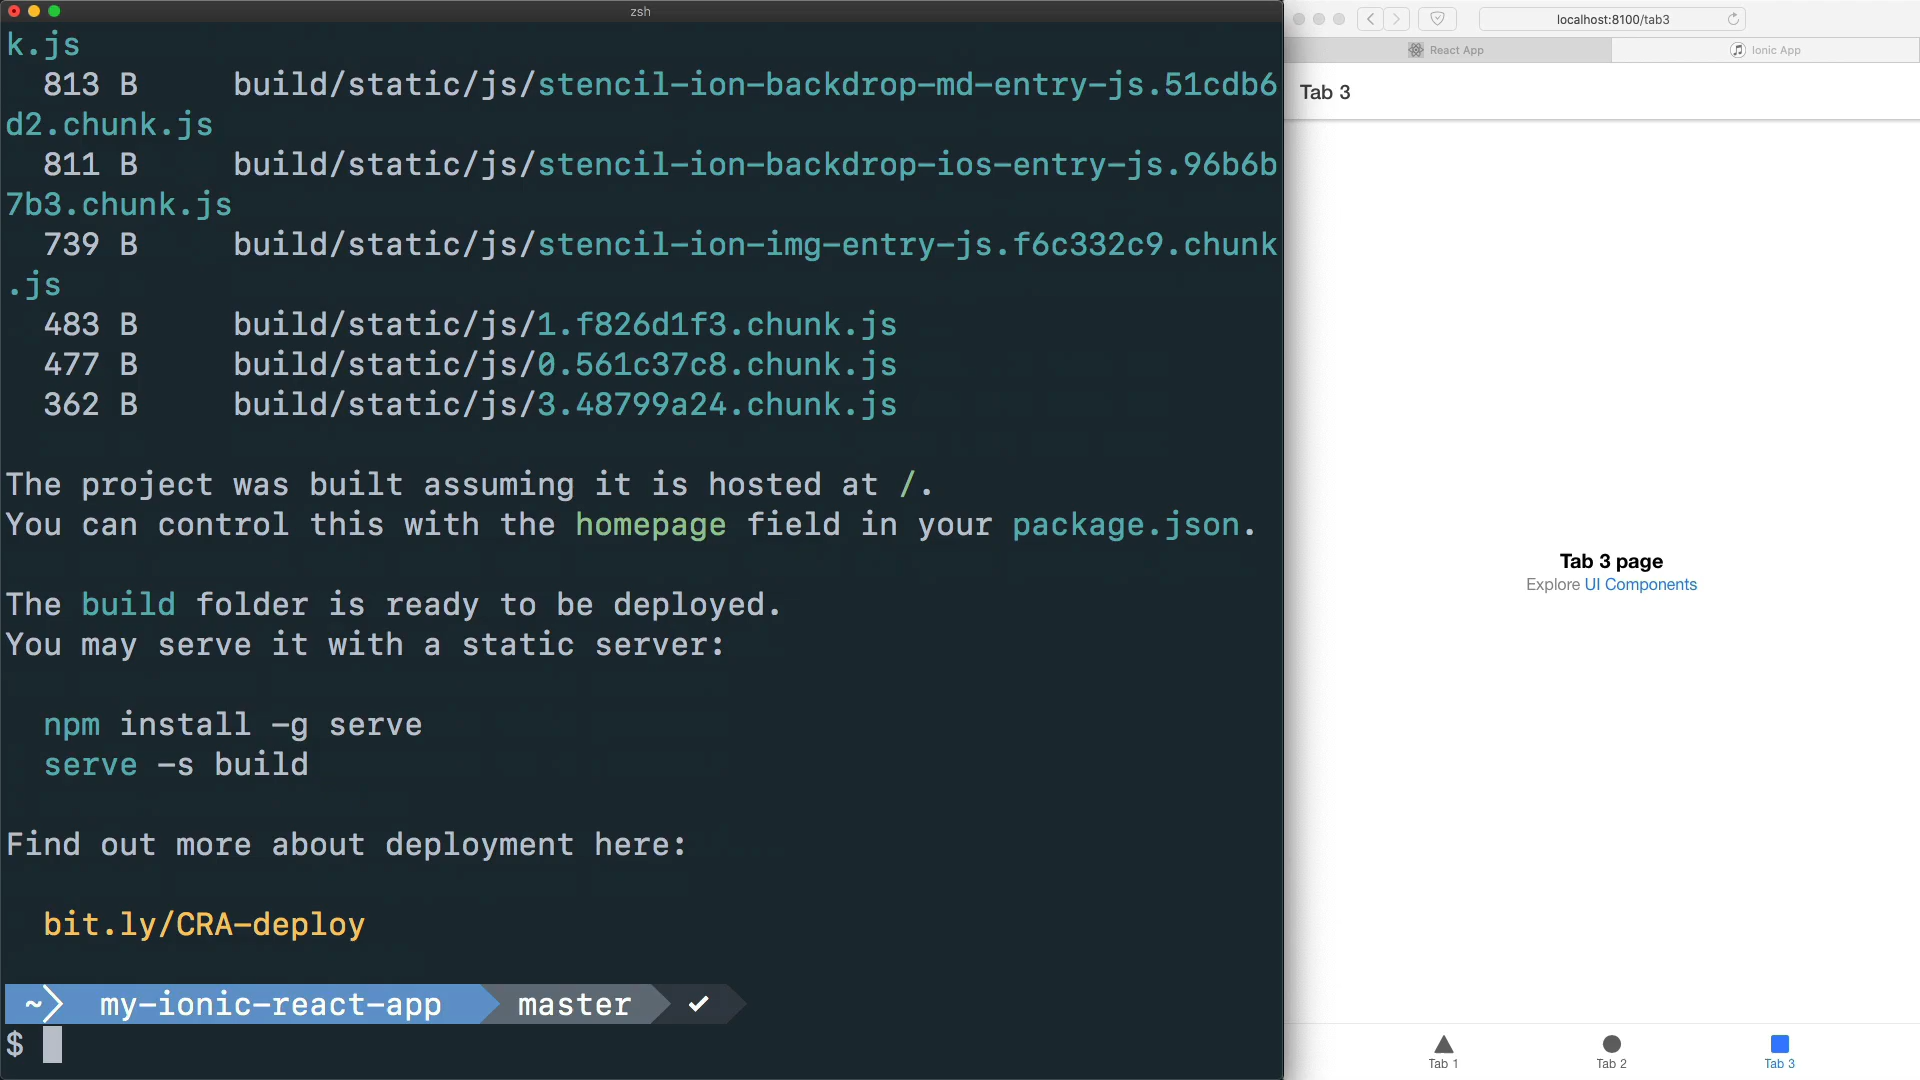 zsh
k.js
813 B build/static/js/stencil-ion-backdrop-md-entry-js.51cdb6
d2.chunk.js
811 B build/static/js/stencil-ion-backdrop-ios-entry-js.96b6b
7b3.chunk.js
739 B build/static/js/stencil-ion-img-entry-js.f6c332c9.chunk
.js
483 B build/static/js/1.f826d1f3.chunk.js
477 B build/static/js/0.561c37c8.chunk.js
362 B build/static/js/3.48799a24.chunk.js
The project was built assuming it is hosted at /.
You can control this with the homepage field in your package.json.
The build folder is ready to be deployed.
You may serve it with a static server:
npm install -g serve
serve -s build
Find out more about deployment here:
bit.ly/CRA-deploy
~ my-ionic-react-app master ✔
$
localhost:8100/tab3
React App
Ionic App
Tab 3
Tab 3 page
Explore UI Components
Tab 1
Tab 2
Tab 3